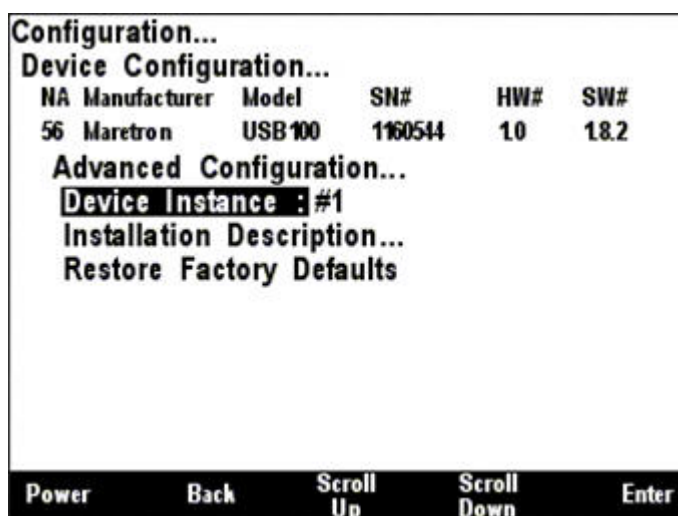 Configuration...
Device Configuration...
NA Manufacturer Model SN# HW# SW#
56 Maretron USB100 1160544 1.0 1.8.2
Advanced Configuration...
Device Instance : #1
Installation Description...
Restore Factory Defaults
Power Back Scroll Up Scroll Down Enter